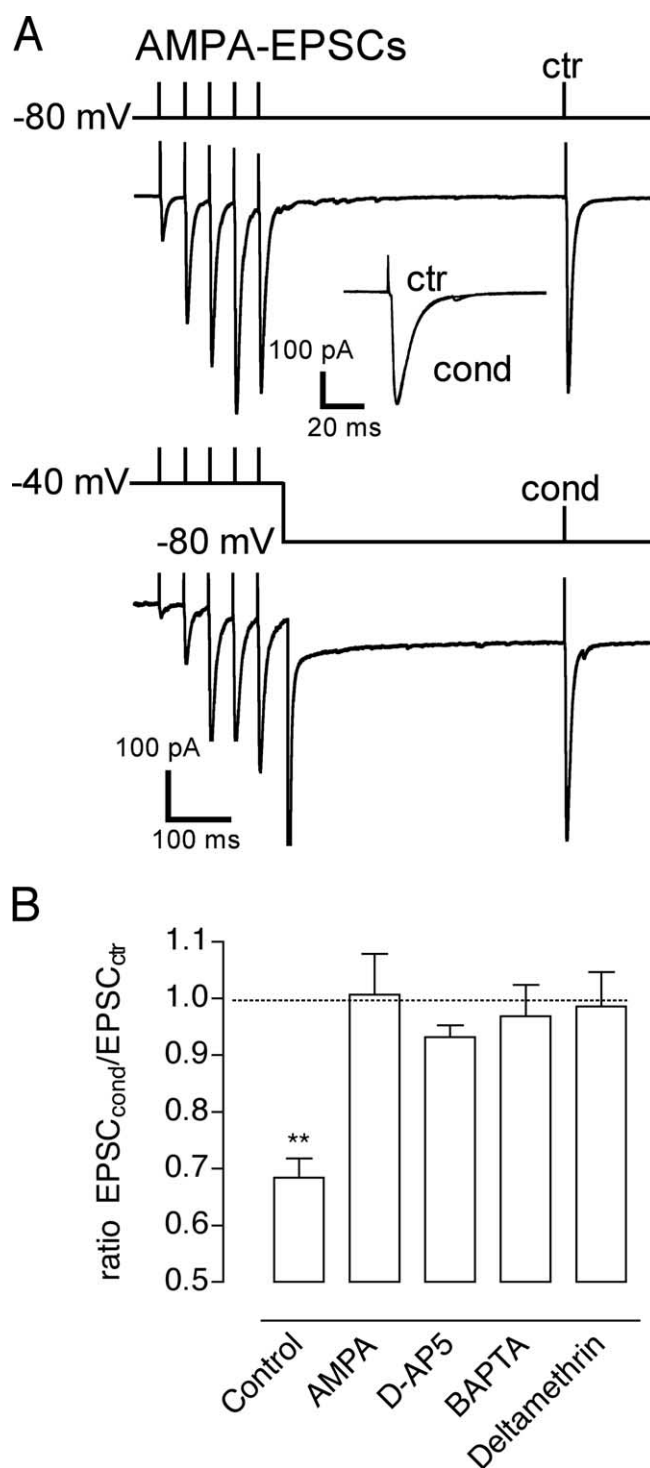 A
AMPA-EPSCs
ctr
-80 mV
ctr
100 pA
cond
20 ms
-40 mV
cond
-80 mV
100 pA
100 ms
B
ratio EPSCcond/EPSCctr
1.1
1.0
0.9
0.8
0.7
0.6
0.5
**
Control
AMPA
D-AP5
BAPTA
Deltamethrin